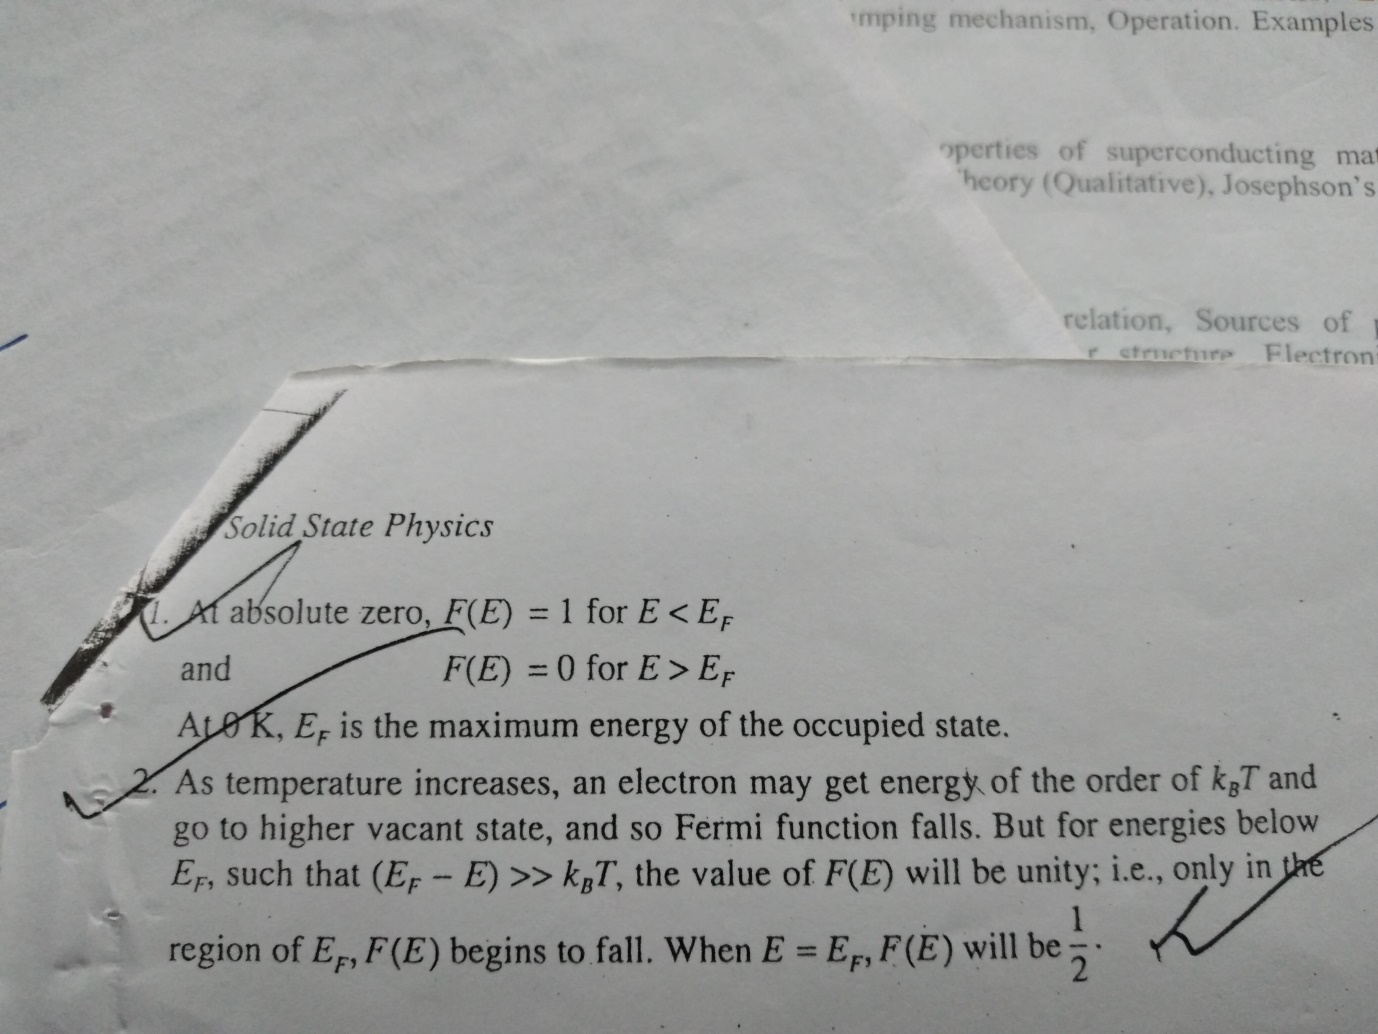 mping mechanism, Operation. Examples
operties of superconducting mat
heory (Qualitative), Josephson's
relation, Sources of
r structure Electroni
Solid State Physics
1. At absolute zero, F(E) = 1 for E < E_F
and F(E) = 0 for E > E_F
At 0 K, E_F is the maximum energy of the occupied state.
2. As temperature increases, an electron may get energy of the order of k_BT and
go to higher vacant state, and so Fermi function falls. But for energies below
E_F, such that (E_F − E) >> k_BT, the value of F(E) will be unity; i.e., only in the
region of E_F, F(E) begins to fall. When E = E_F, F(E) will be 1/2.